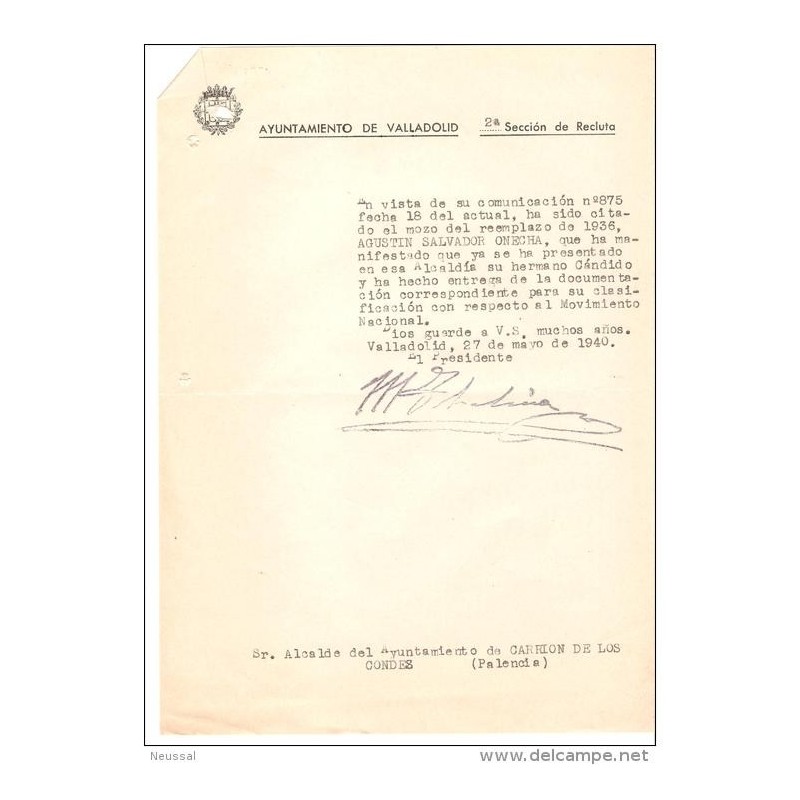 AYUNTAMIENTO DE VALLADOLID 2ª Sección de Recluta
En vista de su comunicación nº875
fecha 18 del actual, ha sido cita-
do el mozo del reemplazo de 1936,
AGUSTIN SALVADOR ONECHA, que ha ma-
nifestado que ya se ha presentado
en esa Alcaldía su hermano Cándido
y ha hecho entrega de la documenta-
ción correspondiente para su clasi-
ficación con respecto al Movimiento
Nacional.
Dios guarde a V.S. muchos años.
Valladolid, 27 de mayo de 1940.
El Presidente
Sr. Alcalde del Ayuntamiento de CARRION DE LOS
CONDES (Palencia)
Neussal
www.delcampe.net